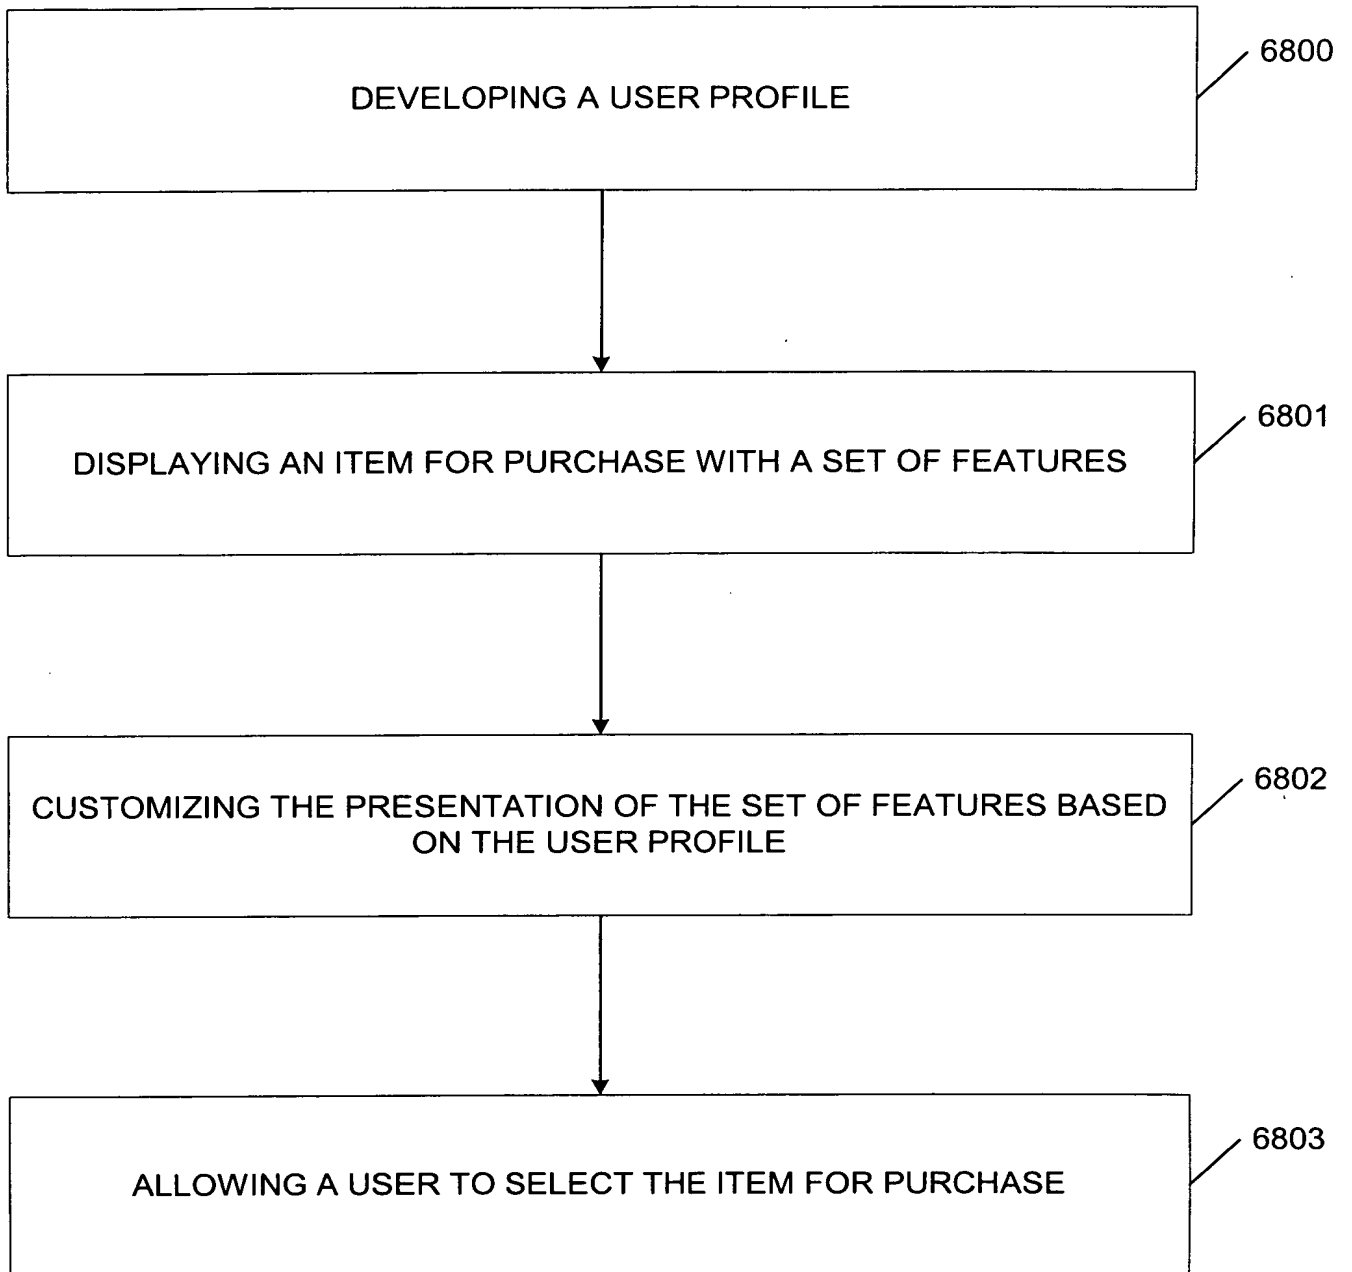 DEVELOPING A USER PROFILE
6800
DISPLAYING AN ITEM FOR PURCHASE WITH A SET OF FEATURES
6801
CUSTOMIZING THE PRESENTATION OF THE SET OF FEATURES BASED
ON THE USER PROFILE
6802
ALLOWING A USER TO SELECT THE ITEM FOR PURCHASE
6803